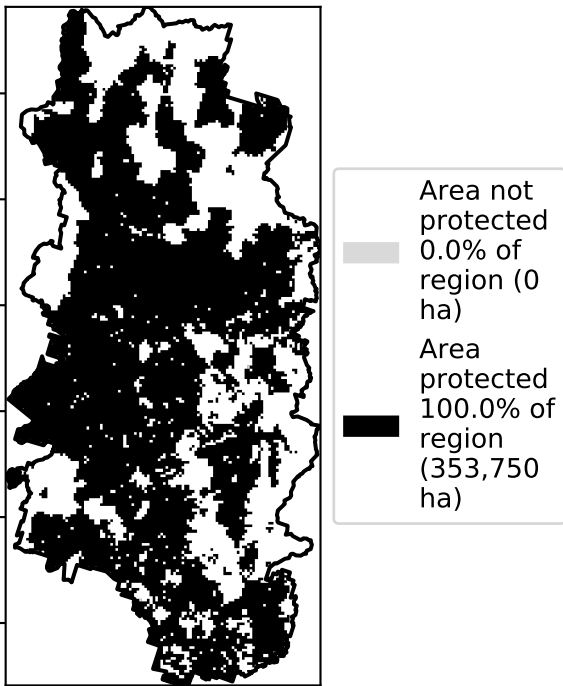 Area not
protected
0.0% of
region (0
ha)
Area
protected
100.0% of
region
(353,750
ha)